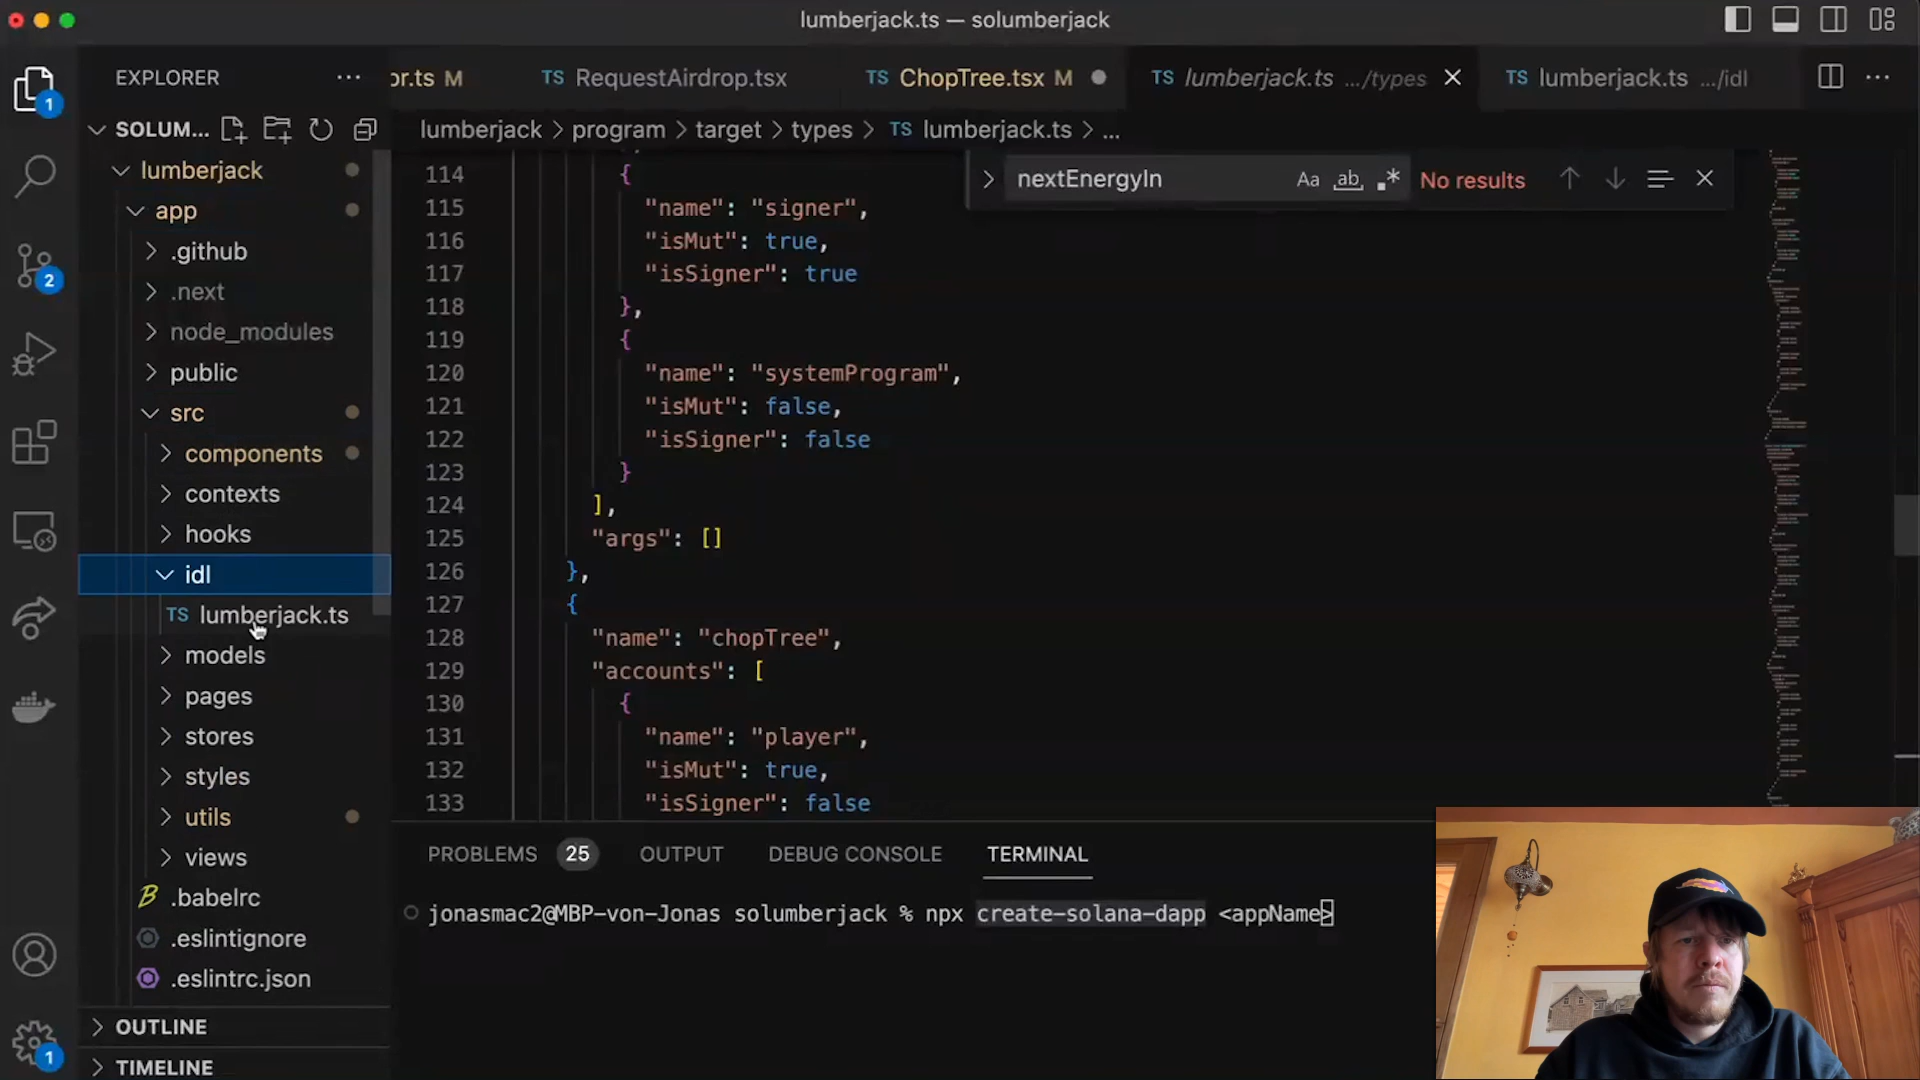 lumberjack.ts — solumberjack
EXPLORER
or.ts M
TS RequestAirdrop.tsx
TS ChopTree.tsx M
TS lumberjack.ts .../types
TS lumberjack.ts .../idl
SOLUM...
lumberjack > program > target > types > TS lumberjack.ts > ...
nextEnergyIn
Aa ab .*
No results
lumberjack
app
.github
.next
node_modules
public
src
components
contexts
hooks
idl
TS lumberjack.ts
models
pages
stores
styles
utils
views
.babelrc
.eslintignore
.eslintrc.json
OUTLINE
TIMELINE
1
2
1
114 {
115 "name": "signer",
116 "isMut": true,
117 "isSigner": true
118 },
119 {
120 "name": "systemProgram",
121 "isMut": false,
122 "isSigner": false
123 }
124 ],
125 "args": []
126 },
127 {
128 "name": "chopTree",
129 "accounts": [
130 {
131 "name": "player",
132 "isMut": true,
133 "isSigner": false
PROBLEMS 25 OUTPUT DEBUG CONSOLE TERMINAL
jonasmac2@MBP-von-Jonas solumberjack % npx create-solana-dapp <appName>